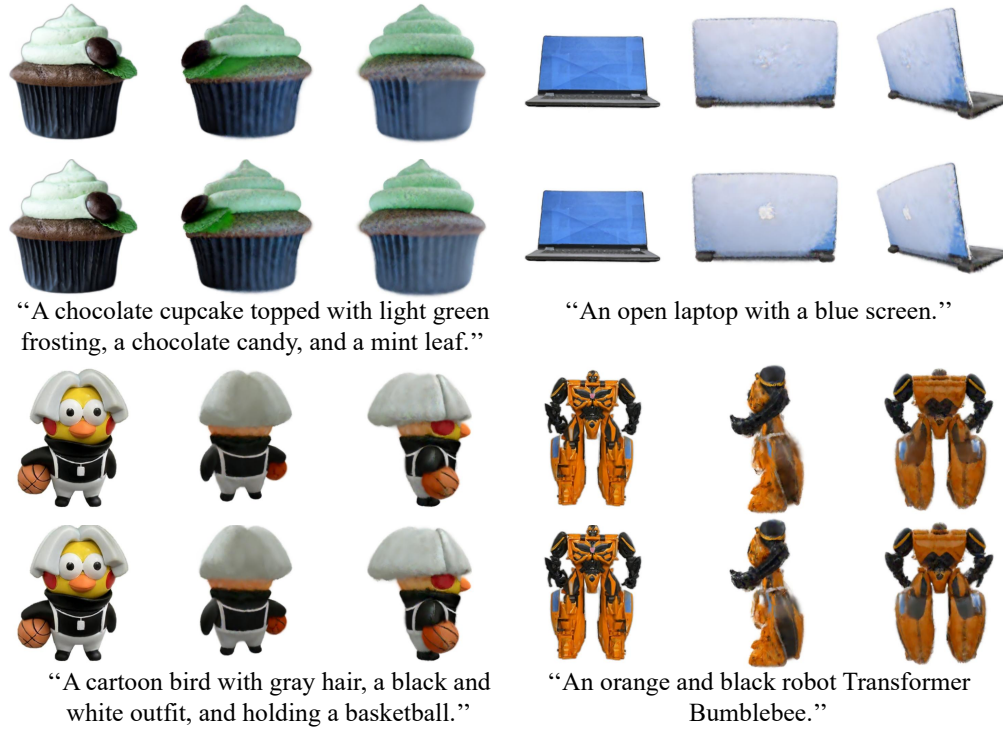 “A chocolate cupcake topped with light green
frosting, a chocolate candy, and a mint leaf.”
“An open laptop with a blue screen.”
“A cartoon bird with gray hair, a black and
white outfit, and holding a basketball.”
“An orange and black robot Transformer
Bumblebee.”